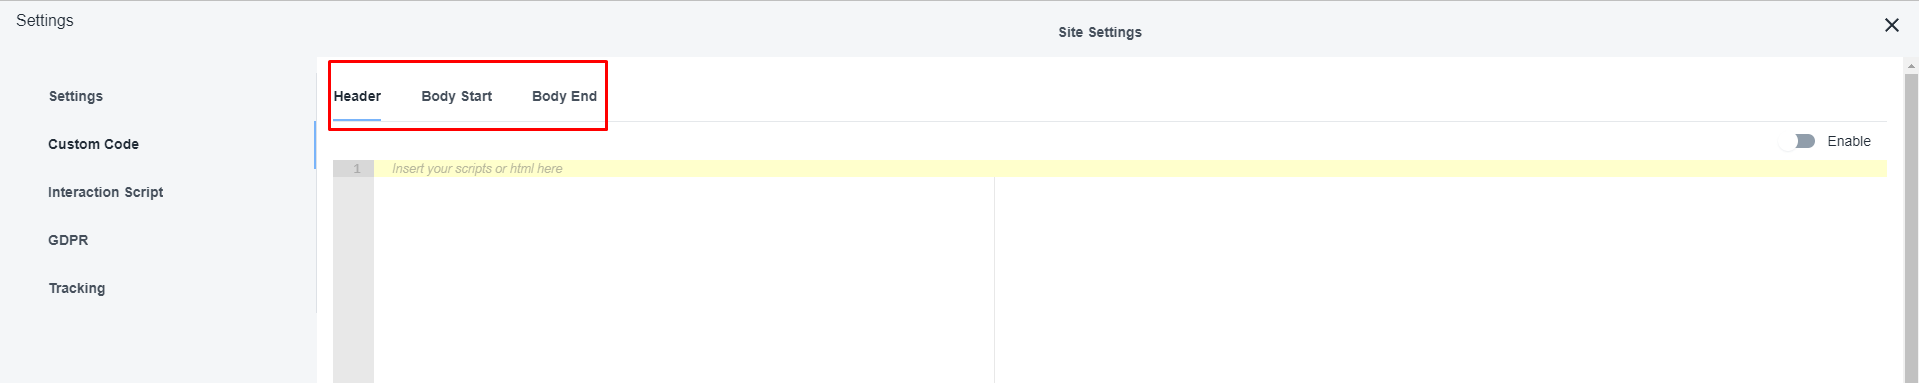 Settings
Site Settings
Settings
Custom Code
Interaction Script
GDPR
Tracking
Header Body Start Body End
Enable
1 Insert your scripts or html here